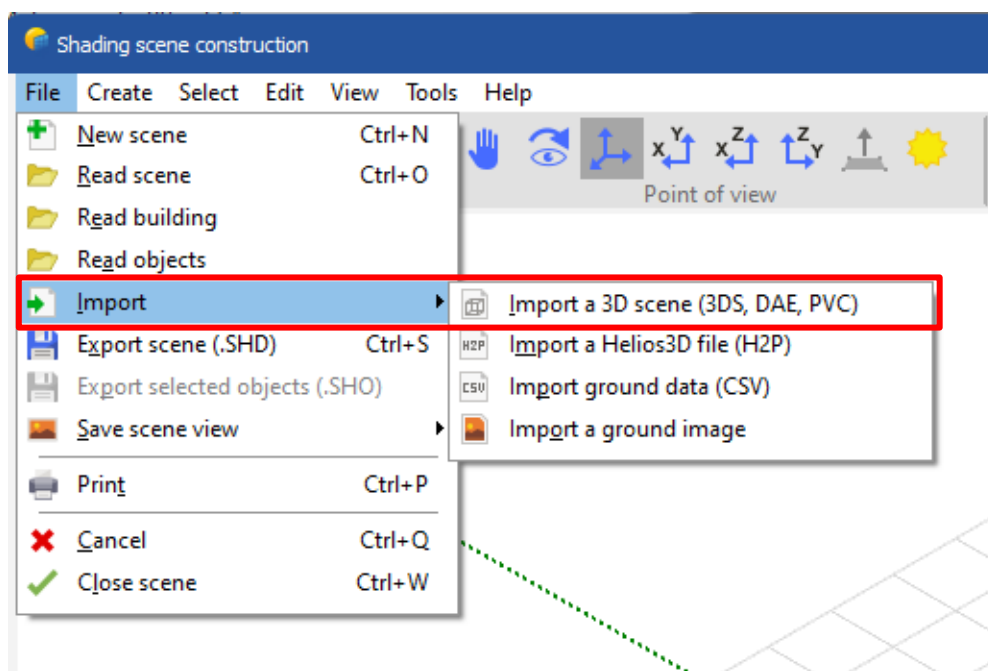 Shading scene construction
File Create Select Edit View Tools Help
New scene Ctrl+N
Read scene Ctrl+O
Read building
Read objects
Import
Export scene (.SHD) Ctrl+S
Export selected objects (.SHO)
Save scene view
Print Ctrl+P
Cancel Ctrl+Q
Close scene Ctrl+W
X Y X Z Z Y
Point of view
Import a 3D scene (3DS, DAE, PVC)
H2P Import a Helios3D file (H2P)
CSV Import ground data (CSV)
Import a ground image